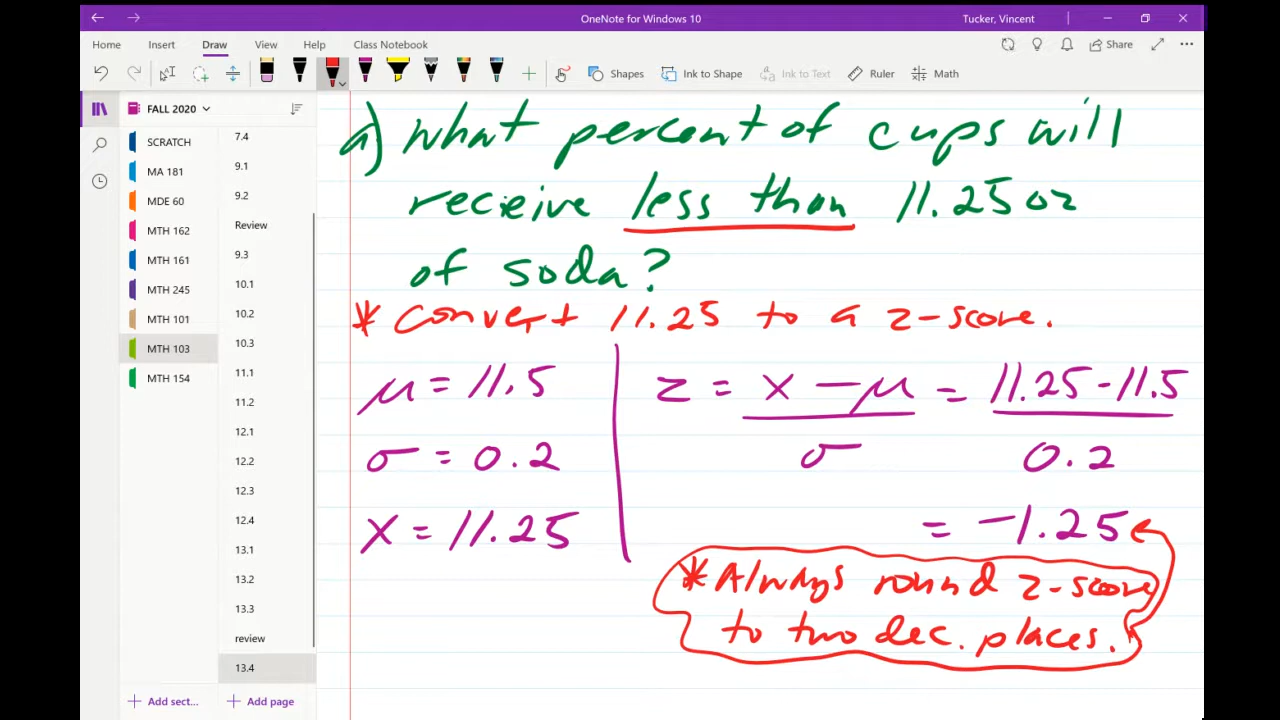 OneNote for Windows 10
Tucker, Vincent
Home Insert Draw View Help Class Notebook
Share
Shapes Ink to Shape Ink to Text Ruler Math
FALL 2020
SCRATCH
MA 181
MDE 60
MTH 162
MTH 161
MTH 245
MTH 101
MTH 103
MTH 154
Add sect...
7.4
9.1
9.2
Review
9.3
10.1
10.2
10.3
11.1
11.2
12.1
12.2
12.3
12.4
13.1
13.2
13.3
review
13.4
Add page
a) What percent of cups will
receive less than 11.25 oz
of soda?
* Convert 11.25 to a z-score.
μ = 11.5
σ = 0.2
x = 11.25
z = x - μ = 11.25 - 11.5
σ 0.2
= -1.25
* Always round z-score
to two dec. places.